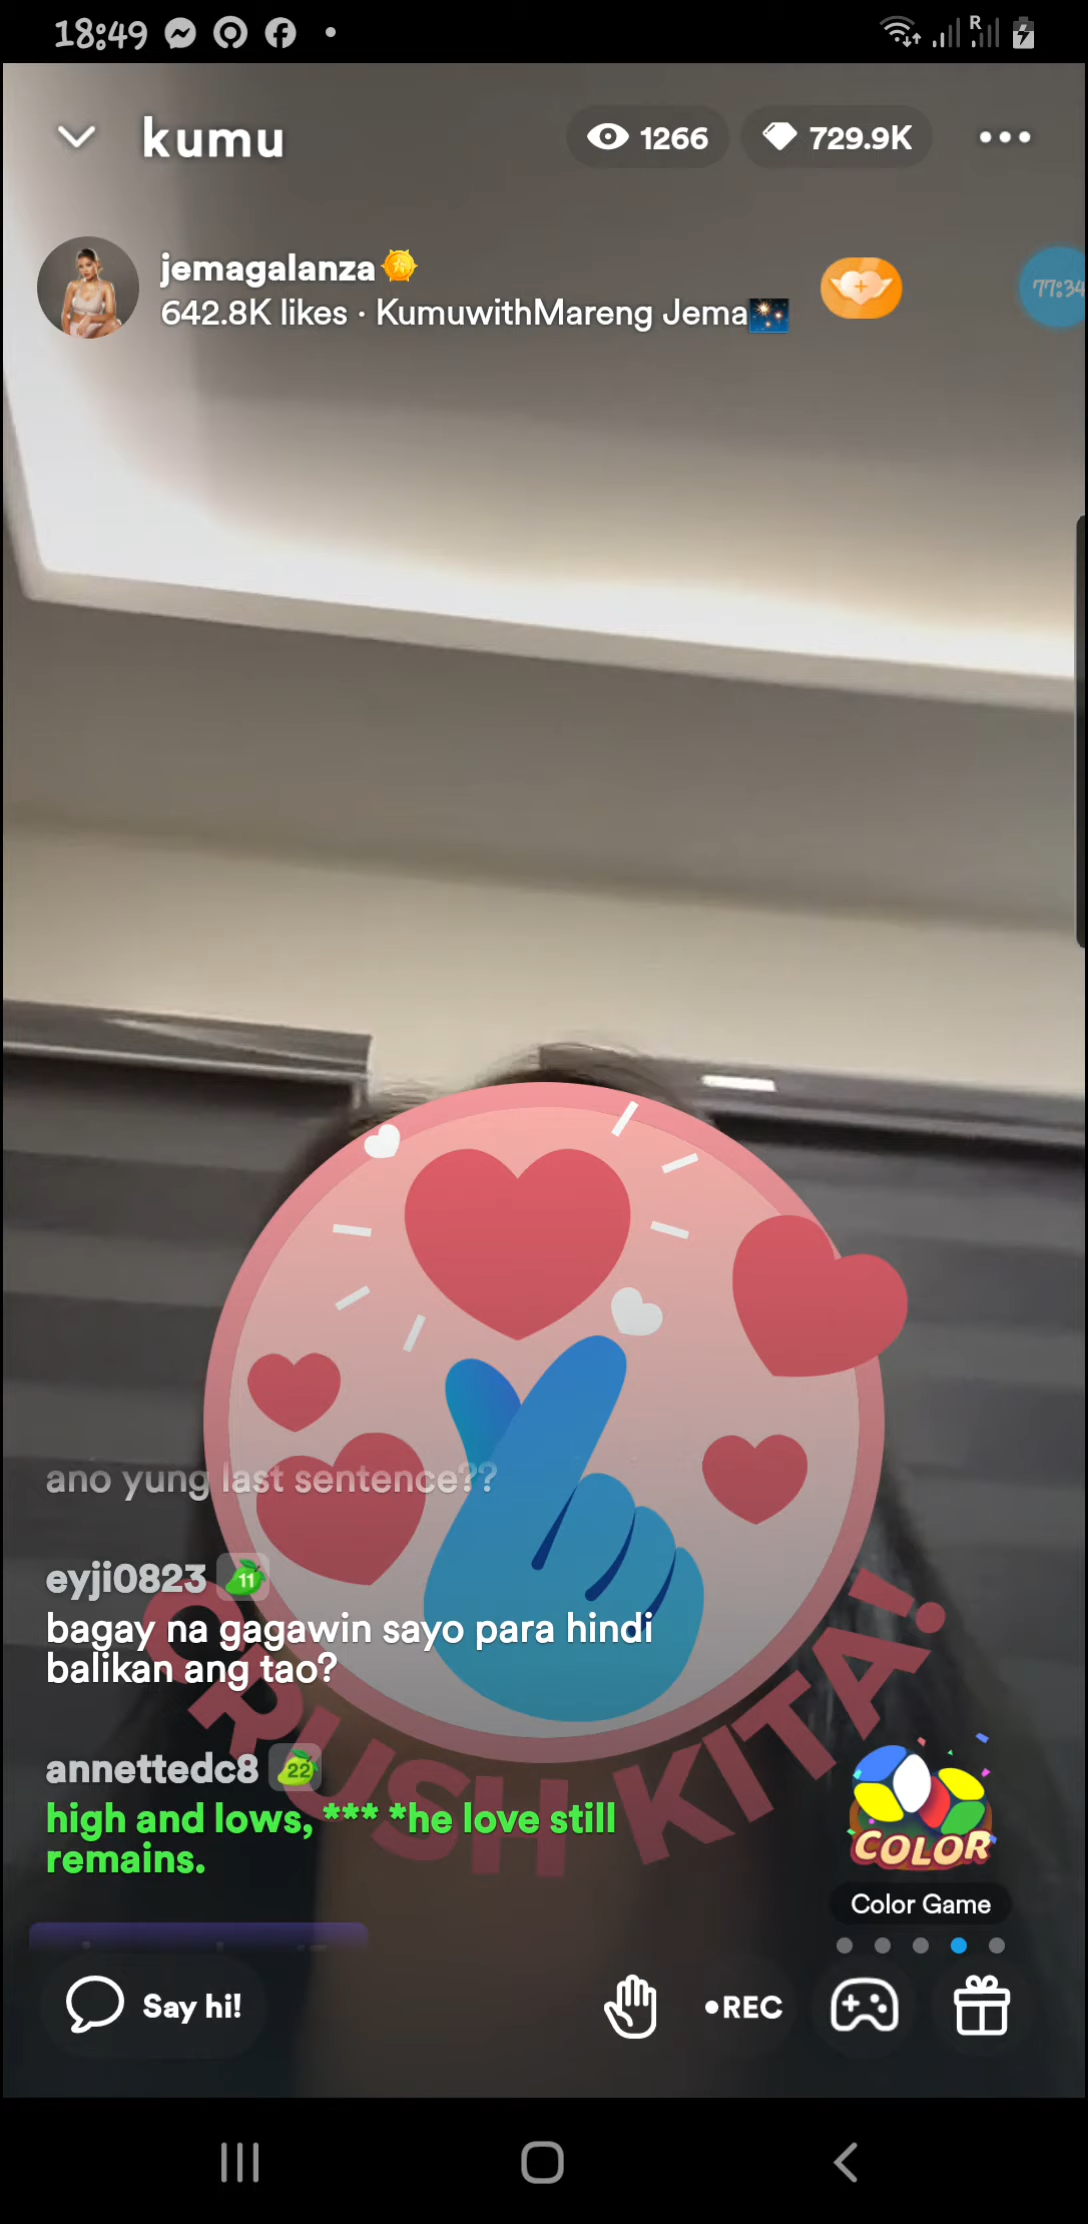 18:49
R
kumu
1266
729.9K
jemagalanza
642.8K likes · KumuwithMareng Jema
77:34
ano yung last sentence??
eyji0823 11
bagay na gagawin sayo para hindi
balikan ang tao?
annettedc8 22
high and lows, *** *he love still
remains.
CRUSH KITA!
COLOR
Color Game
Say hi!
•REC